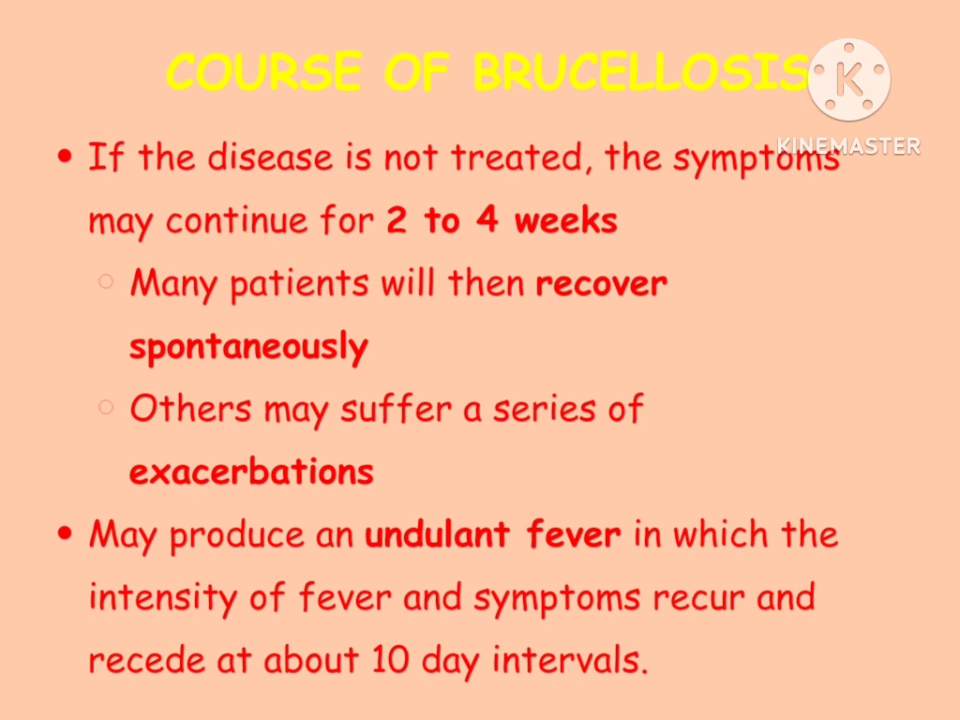 COURSE OF BRUCELLOSIS
K
KINEMASTER
• If the disease is not treated, the symptoms
may continue for 2 to 4 weeks
○ Many patients will then recover
spontaneously
○ Others may suffer a series of
exacerbations
• May produce an undulant fever in which the
intensity of fever and symptoms recur and
recede at about 10 day intervals.